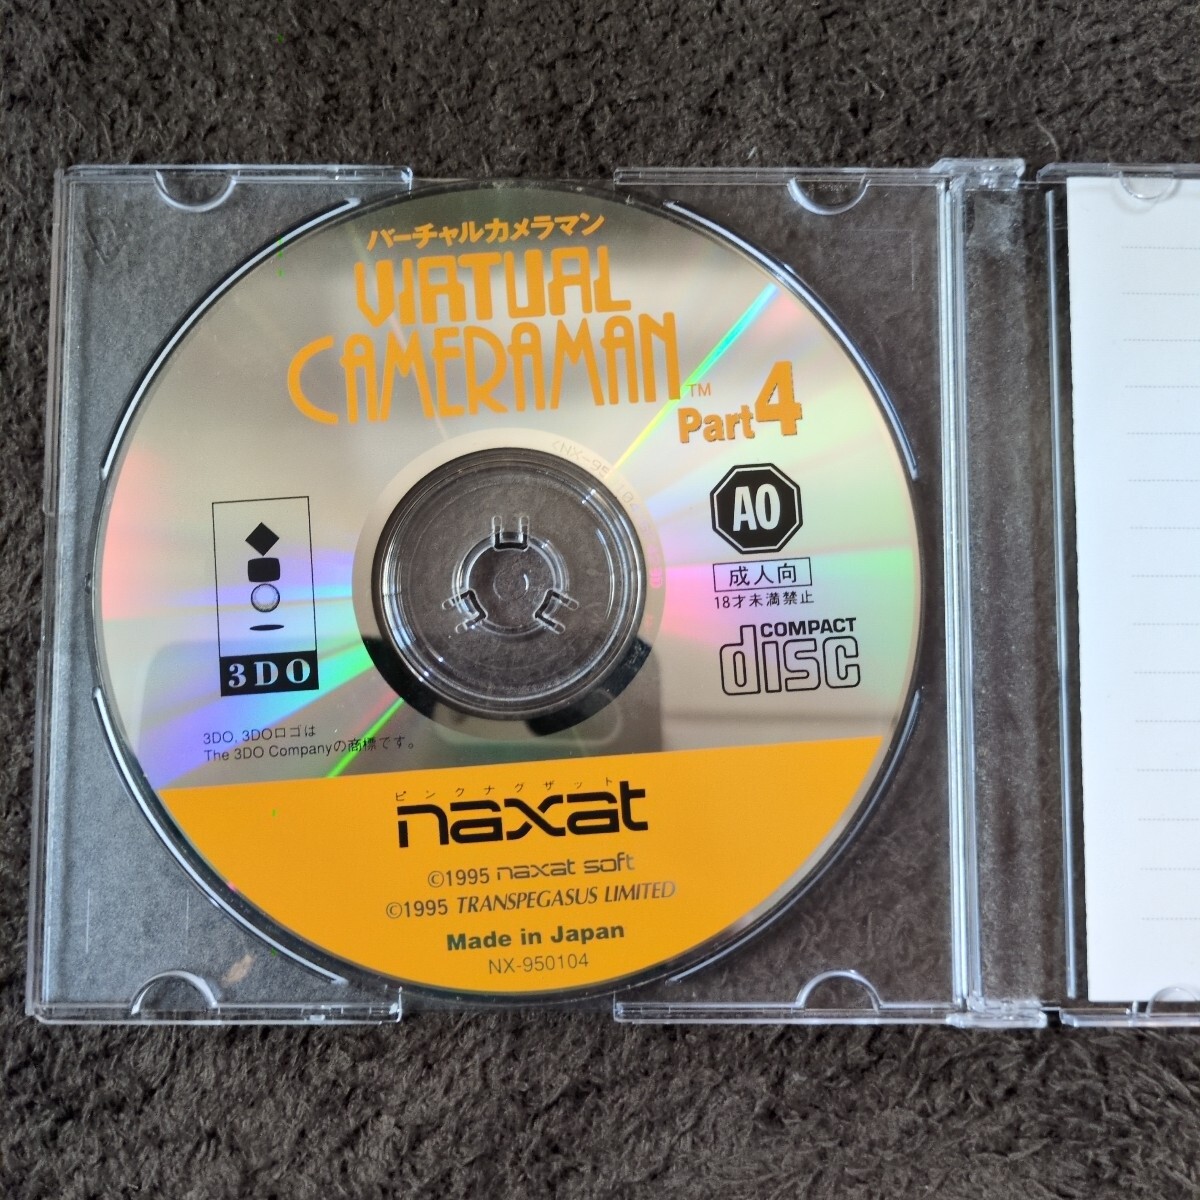 バーチャルカメラマン
VIRTUAL
CAMERAMAN
TM
Part4
AO
成人向
18才未満禁止
COMPACT
disc
3DO
3DO, 3DOロゴは
The 3DO Companyの商標です。
ピンクナグザット
naxat
©1995 naxat soft
©1995 TRANSPEGASUS LIMITED
Made in Japan
NX-950104